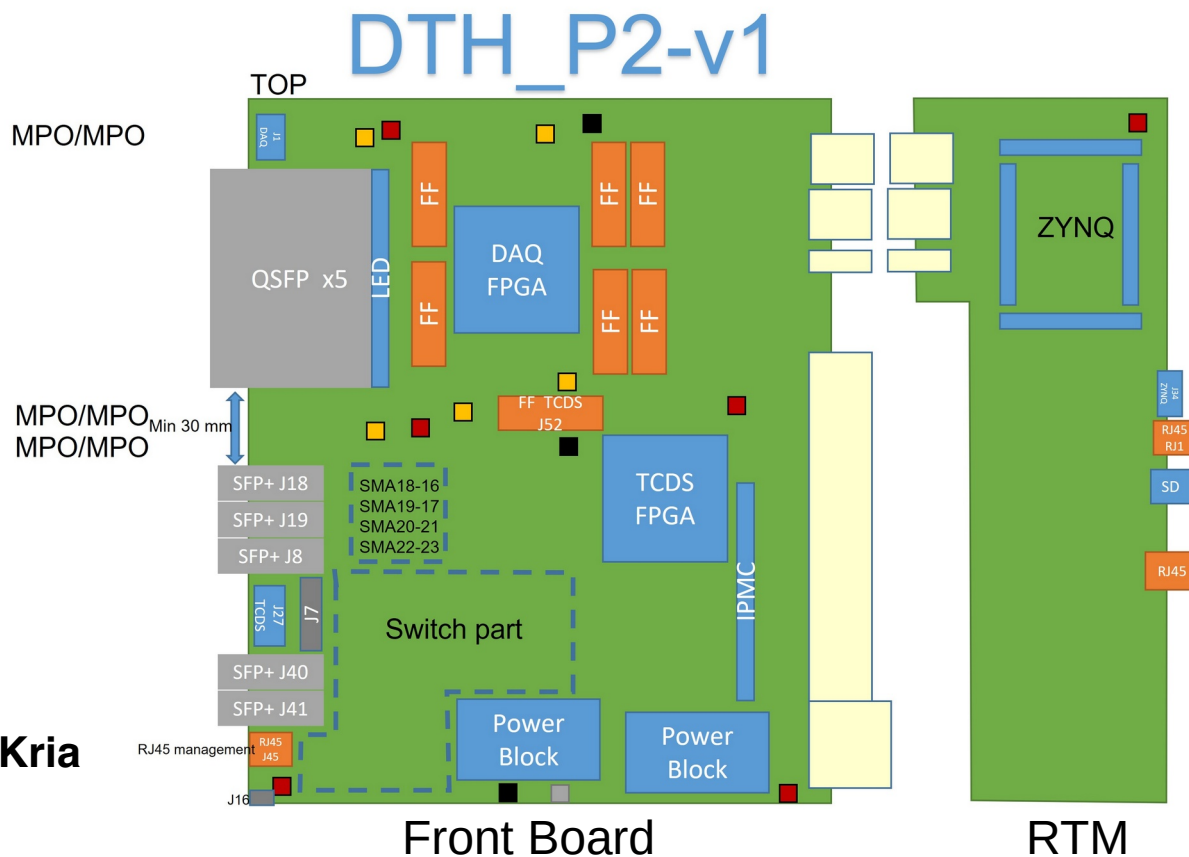 DTH_P2-v1
TOP
MPO/MPO
J1
DAQ
QSFP x5
LED
FF
FF
FF
FF
FF
FF
DAQ
FPGA
ZYNQ
MPO/MPO
MPO/MPO
Min 30 mm
FF TCDS
J52
J34
ZYNQ
RJ45
RJ1
SD
RJ45
SFP+ J18
SFP+ J19
SFP+ J8
SMA18-16
SMA19-17
SMA20-21
SMA22-23
TCDS
FPGA
IPMC
J27
TCDS
J7
Switch part
SFP+ J40
SFP+ J41
Power
Block
Power
Block
Kria
RJ45 management
RJ45
J45
J16
Front Board
RTM